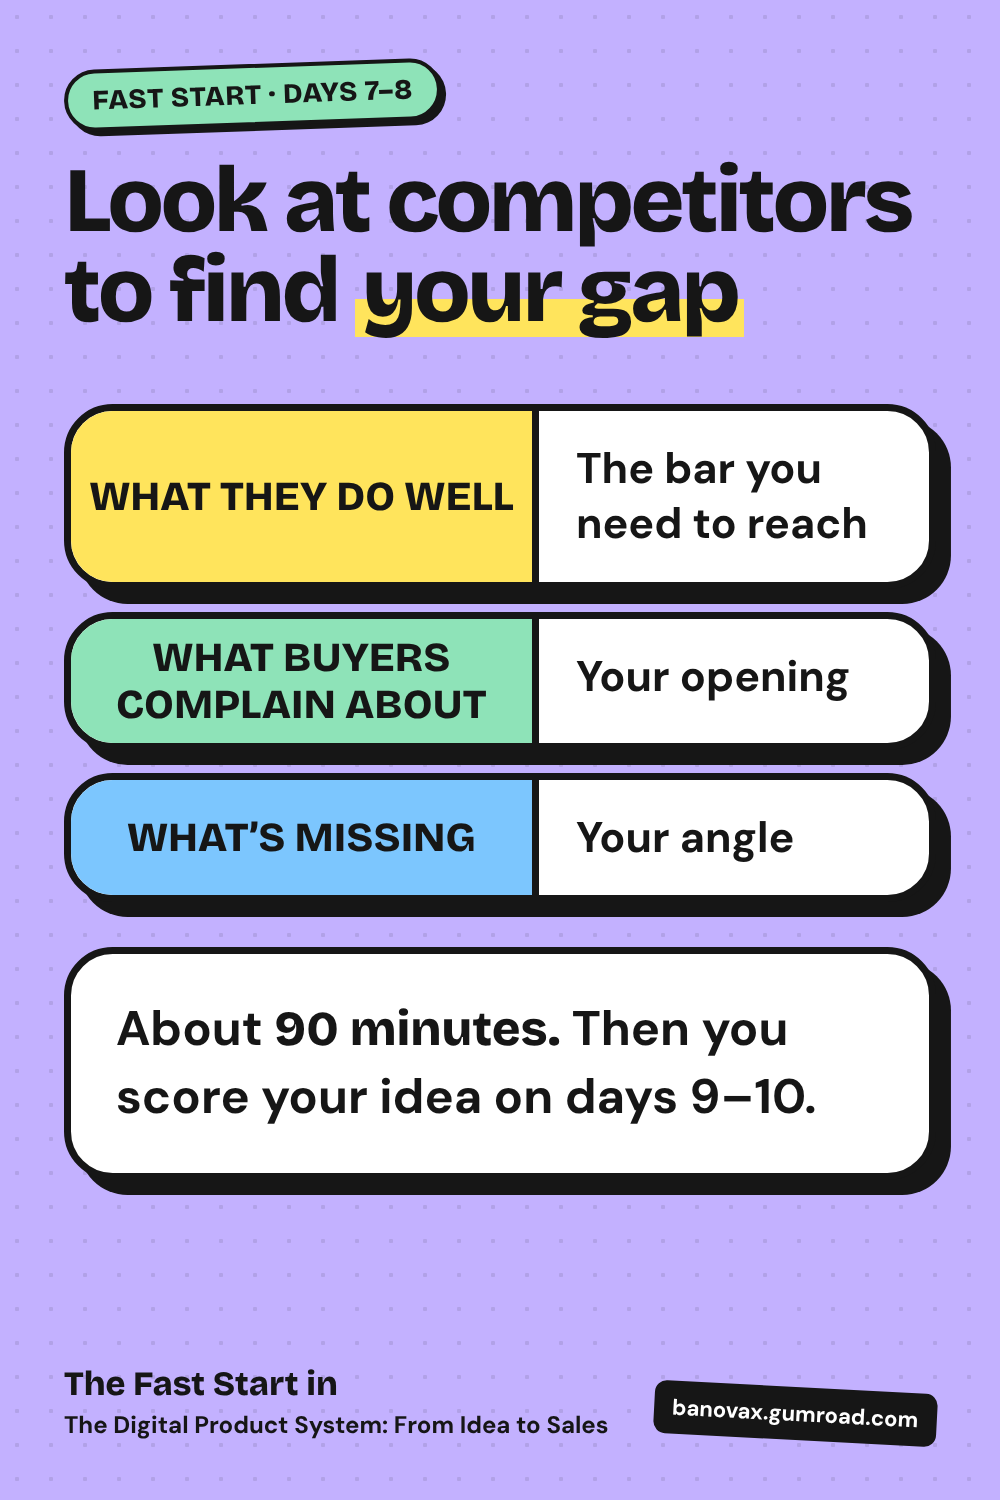 FAST START · DAYS 7–8
Look at competitors
to find your gap
WHAT THEY DO WELL
The bar you
need to reach
WHAT BUYERS
COMPLAIN ABOUT
Your opening
WHAT’S MISSING
Your angle
About 90 minutes. Then you
score your idea on days 9–10.
The Fast Start in
The Digital Product System: From Idea to Sales
banovax.gumroad.com